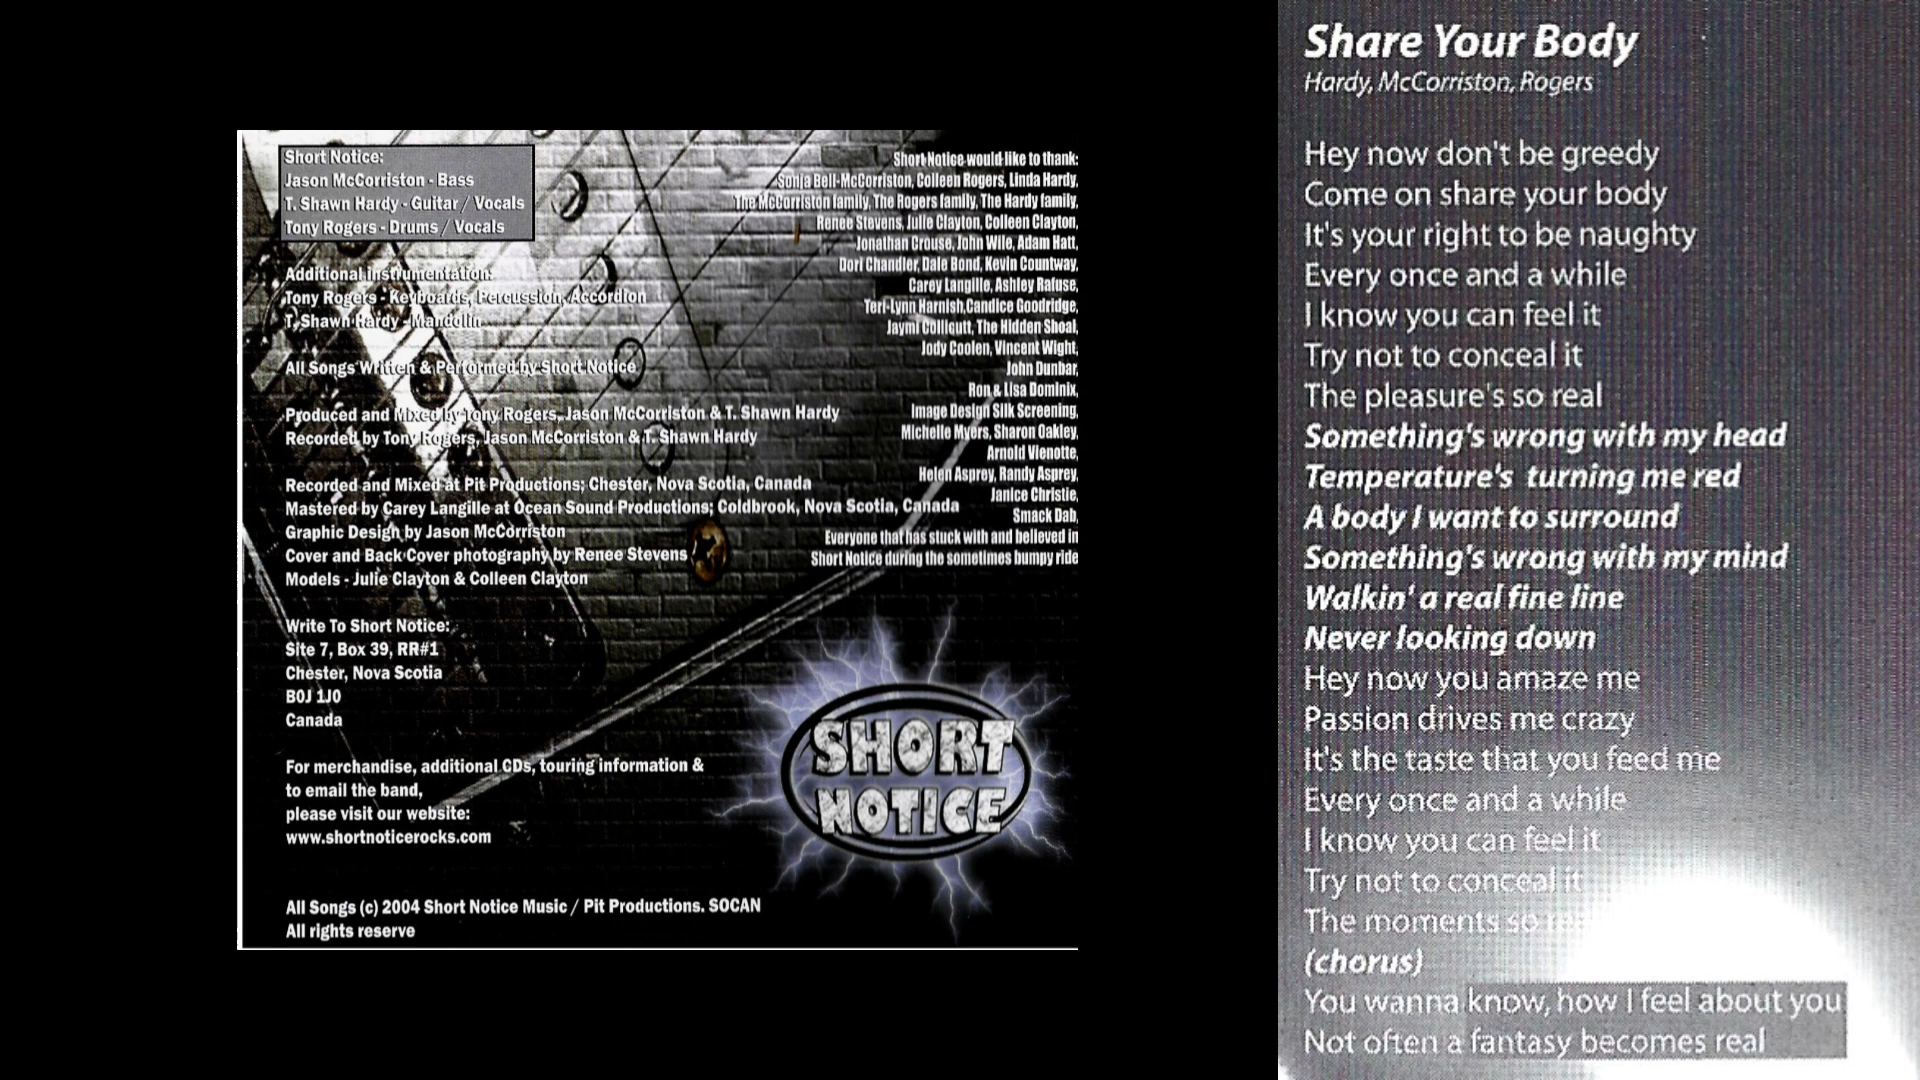 Short Notice:
Jason McCorriston - Bass
T. Shawn Hardy - Guitar / Vocals
Tony Rogers - Drums / Vocals
Additional instrumentation:
Tony Rogers - Keyboards, Percussion, Accordion
T. Shawn Hardy - Mandolin
All Songs Written & Performed by Short Notice
Produced and Mixed by Tony Rogers, Jason McCorriston & T. Shawn Hardy
Recorded by Tony Rogers, Jason McCorriston & T. Shawn Hardy
Recorded and Mixed at Pit Productions; Chester, Nova Scotia, Canada
Mastered by Carey Langille at Ocean Sound Productions; Coldbrook, Nova Scotia, Canada
Graphic Design by Jason McCorriston
Cover and Back Cover photography by Renee Stevens
Models - Julie Clayton & Colleen Clayton
Write To Short Notice:
Site 7, Box 39, RR#1
Chester, Nova Scotia
B0J 1J0
Canada
For merchandise, additional CDs, touring information &
to email the band,
please visit our website:
www.shortnoticerocks.com
All Songs (c) 2004 Short Notice Music / Pit Productions. SOCAN
All rights reserve
Short Notice would like to thank:
Sonja Bell-McCorriston, Colleen Rogers, Linda Hardy,
The McCorriston family, The Rogers family, The Hardy family,
Renee Stevens, Julie Clayton, Colleen Clayton,
Jonathan Crouse, John Wile, Adam Hatt,
Dori Chandler, Dale Bond, Kevin Countway,
Carey Langille, Ashley Rafuse,
Teri-Lynn Harnish,Candice Goodridge,
Jaymi Collicutt, The Hidden Shoal,
Jody Coolen, Vincent Wight,
John Dunbar,
Ron & Lisa Dominix,
Image Design Silk Screening,
Michelle Myers, Sharon Oakley,
Arnold Vienotte,
Helen Asprey, Randy Asprey,
Janice Christie,
Smack Dab,
Everyone that has stuck with and believed in
Short Notice during the sometimes bumpy ride
SHORT
NOTICE
Share Your Body
Hardy, McCorriston, Rogers
Hey now don't be greedy
Come on share your body
It's your right to be naughty
Every once and a while
I know you can feel it
Try not to conceal it
The pleasure's so real
Something's wrong with my head
Temperature's turning me red
A body I want to surround
Something's wrong with my mind
Walkin' a real fine line
Never looking down
Hey now you amaze me
Passion drives me crazy
It's the taste that you feed me
Every once and a while
I know you can feel it
Try not to conceal it
The moments so real
(chorus)
You wanna know, how I feel about you
Not often a fantasy becomes real